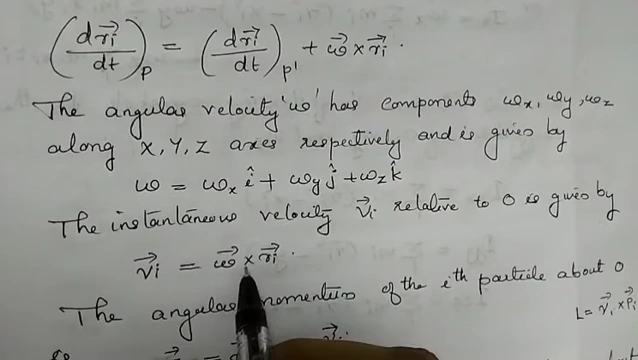 (dr⃗i/dt)_P = (dr⃗i/dt)_P' + ω⃗ × r⃗i .
The angular velocity 'ω' has components ωx, ωy, ωz
along X, Y, Z axes respectively and is given by
ω = ωx î + ωy ĵ + ωz k̂
The instantaneous velocity v⃗i relative to O is given by
v⃗i = ω⃗ × r⃗i .
The angular momentum of the ith particle about O
L = r⃗i × p⃗i